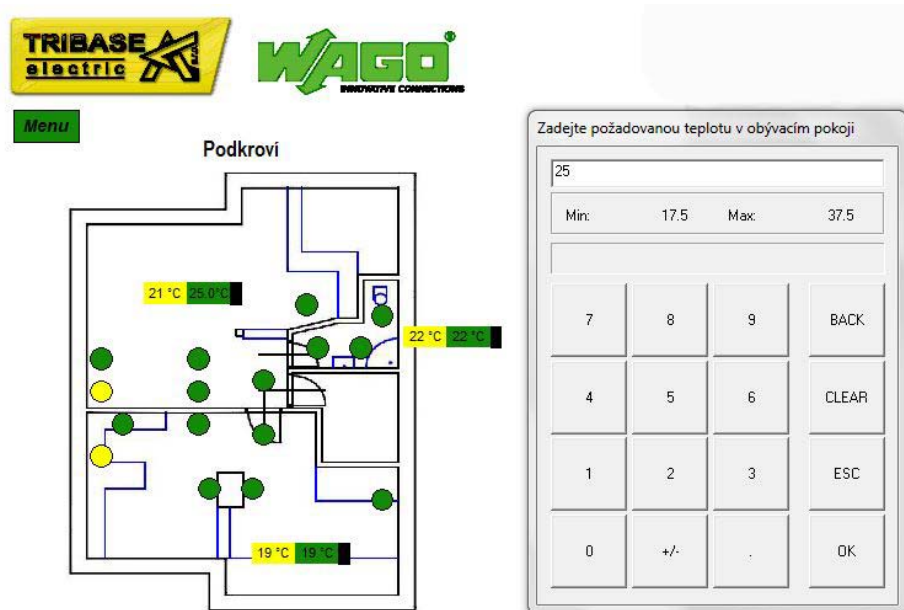 TRIBASE
electric
WAGO®
INNOVATIVE CONNECTIONS
Menu
Podkroví
21 °C 25.0°C
22 °C 22 °C
19 °C 19 °C
Zadejte požadovanou teplotu v obývacím pokoji
25
Min: 17.5 Max: 37.5
7 8 9 BACK
4 5 6 CLEAR
1 2 3 ESC
0 +/- . OK